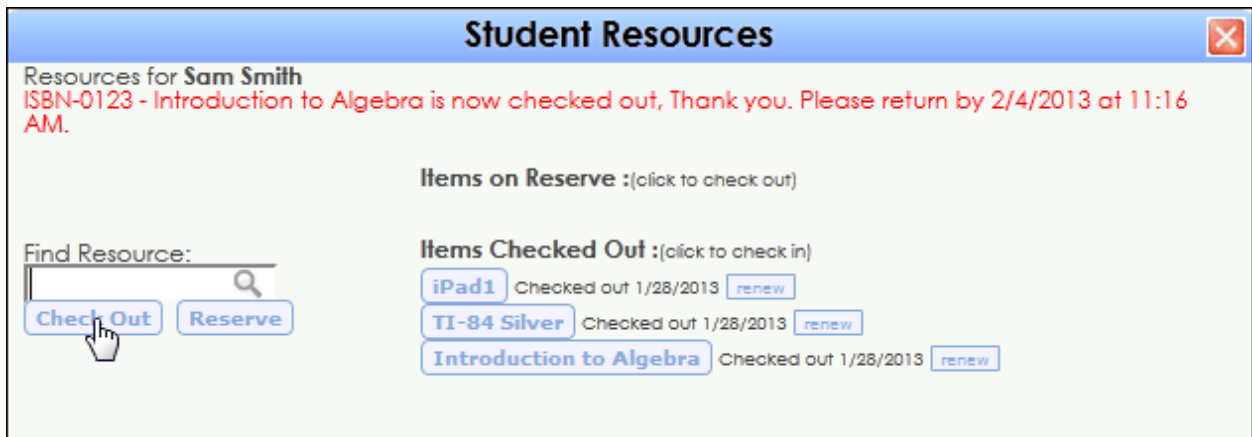 Student Resources
Resources for Sam Smith
ISBN-0123 - Introduction to Algebra is now checked out, Thank you. Please return by 2/4/2013 at 11:16
AM.
Items on Reserve :(click to check out)
Find Resource:
Check Out Reserve
Items Checked Out :(click to check in)
iPad1 Checked out 1/28/2013 renew
TI-84 Silver Checked out 1/28/2013 renew
Introduction to Algebra Checked out 1/28/2013 renew